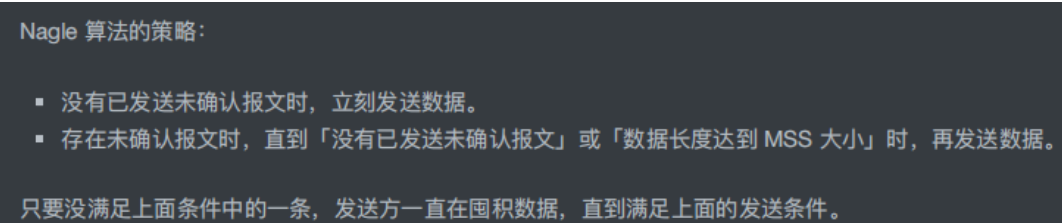 Nagle 算法的策略：
▪ 没有已发送未确认报文时，立刻发送数据。
▪ 存在未确认报文时，直到「没有已发送未确认报文」或「数据长度达到 MSS 大小」时，再发送数据。
只要没满足上面条件中的一条，发送方一直在囤积数据，直到满足上面的发送条件。